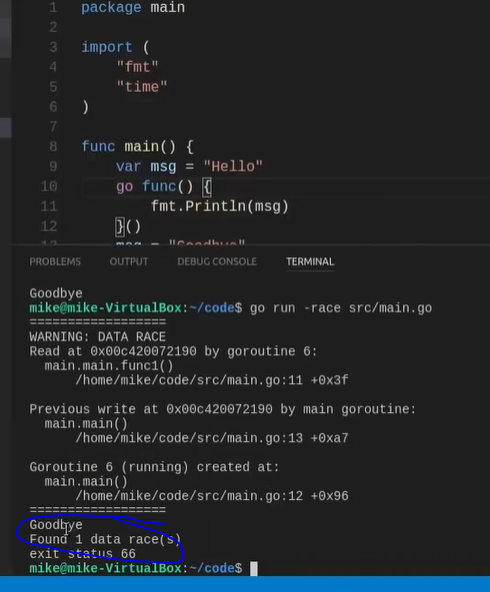 1 package main
2
3 import (
4 "fmt"
5 "time"
6 )
7
8 func main() {
9 var msg = "Hello"
10 go func() {
11 fmt.Println(msg)
12 }()
13 msg = "Goodbye"
PROBLEMS OUTPUT DEBUG CONSOLE TERMINAL
Goodbye
mike@mike-VirtualBox:~/code$ go run -race src/main.go
==================
WARNING: DATA RACE
Read at 0x00c420072190 by goroutine 6:
main.main.func1()
/home/mike/code/src/main.go:11 +0x3f
Previous write at 0x00c420072190 by main goroutine:
main.main()
/home/mike/code/src/main.go:13 +0xa7
Goroutine 6 (running) created at:
main.main()
/home/mike/code/src/main.go:12 +0x96
==================
Goodbye
Found 1 data race(s)
exit status 66
mike@mike-VirtualBox:~/code$